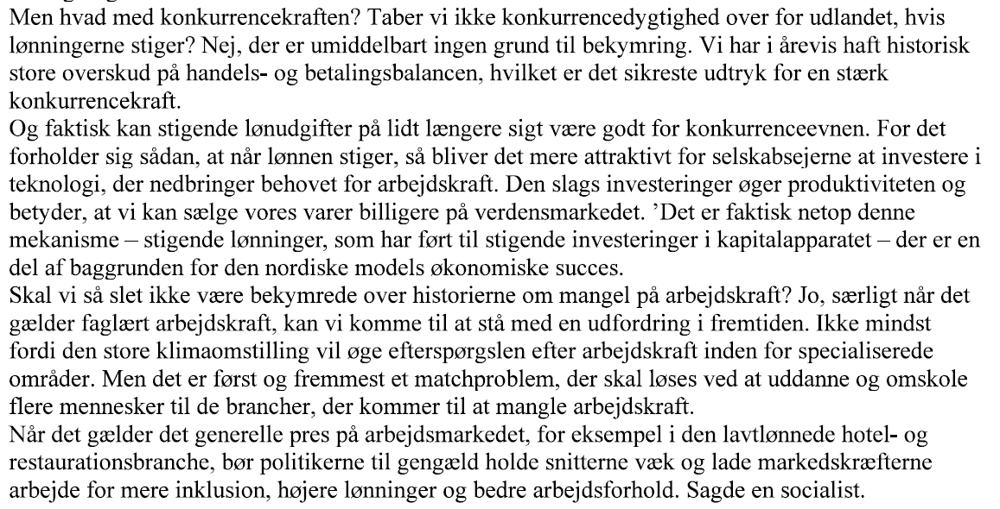 Men hvad med konkurrencekraften? Taber vi ikke konkurrencedygtighed over for udlandet, hvis
lønningerne stiger? Nej, der er umiddelbart ingen grund til bekymring. Vi har i årevis haft historisk
store overskud på handels- og betalingsbalancen, hvilket er det sikreste udtryk for en stærk
konkurrencekraft.
Og faktisk kan stigende lønudgifter på lidt længere sigt være godt for konkurrenceevnen. For det
forholder sig sådan, at når lønnen stiger, så bliver det mere attraktivt for selskabsejerne at investere i
teknologi, der nedbringer behovet for arbejdskraft. Den slags investeringer øger produktiviteten og
betyder, at vi kan sælge vores varer billigere på verdensmarkedet. ’Det er faktisk netop denne
mekanisme – stigende lønninger, som har ført til stigende investeringer i kapitalapparatet – der er en
del af baggrunden for den nordiske models økonomiske succes.
Skal vi så slet ikke være bekymrede over historierne om mangel på arbejdskraft? Jo, særligt når det
gælder faglært arbejdskraft, kan vi komme til at stå med en udfordring i fremtiden. Ikke mindst
fordi den store klimaomstilling vil øge efterspørgslen efter arbejdskraft inden for specialiserede
områder. Men det er først og fremmest et matchproblem, der skal løses ved at uddanne og omskole
flere mennesker til de brancher, der kommer til at mangle arbejdskraft.
Når det gælder det generelle pres på arbejdsmarkedet, for eksempel i den lavtlønnede hotel- og
restaurationsbranche, bør politikerne til gengæld holde snitterne væk og lade markedskræfterne
arbejde for mere inklusion, højere lønninger og bedre arbejdsforhold. Sagde en socialist.